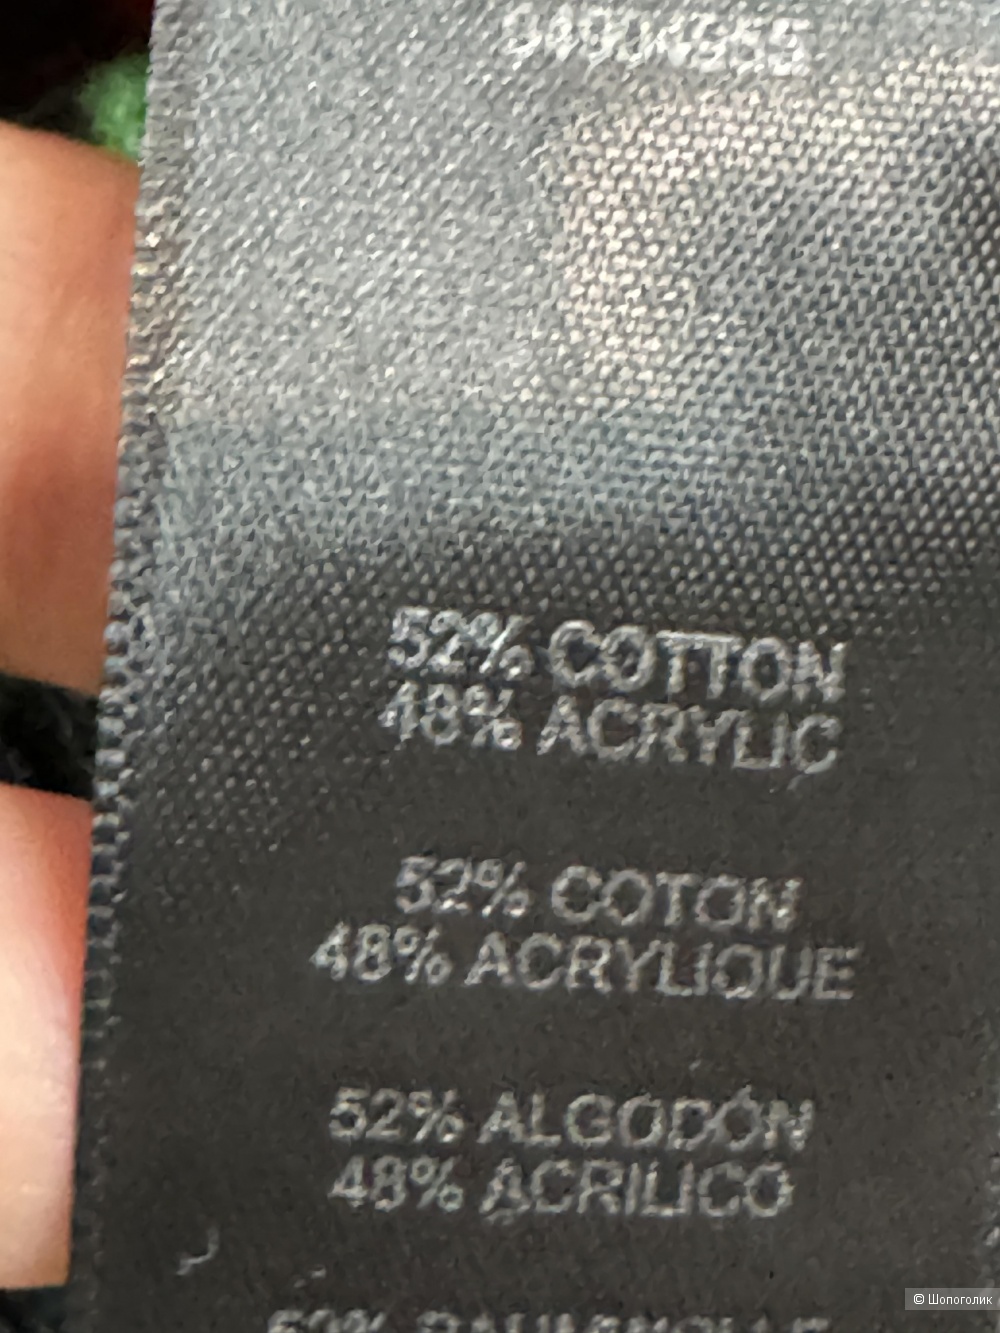 52% COTTON
48% ACRYLIC
52% COTON
48% ACRYLIQUE
52% ALGODÓN
48% ACRILICO
© Шопоголик